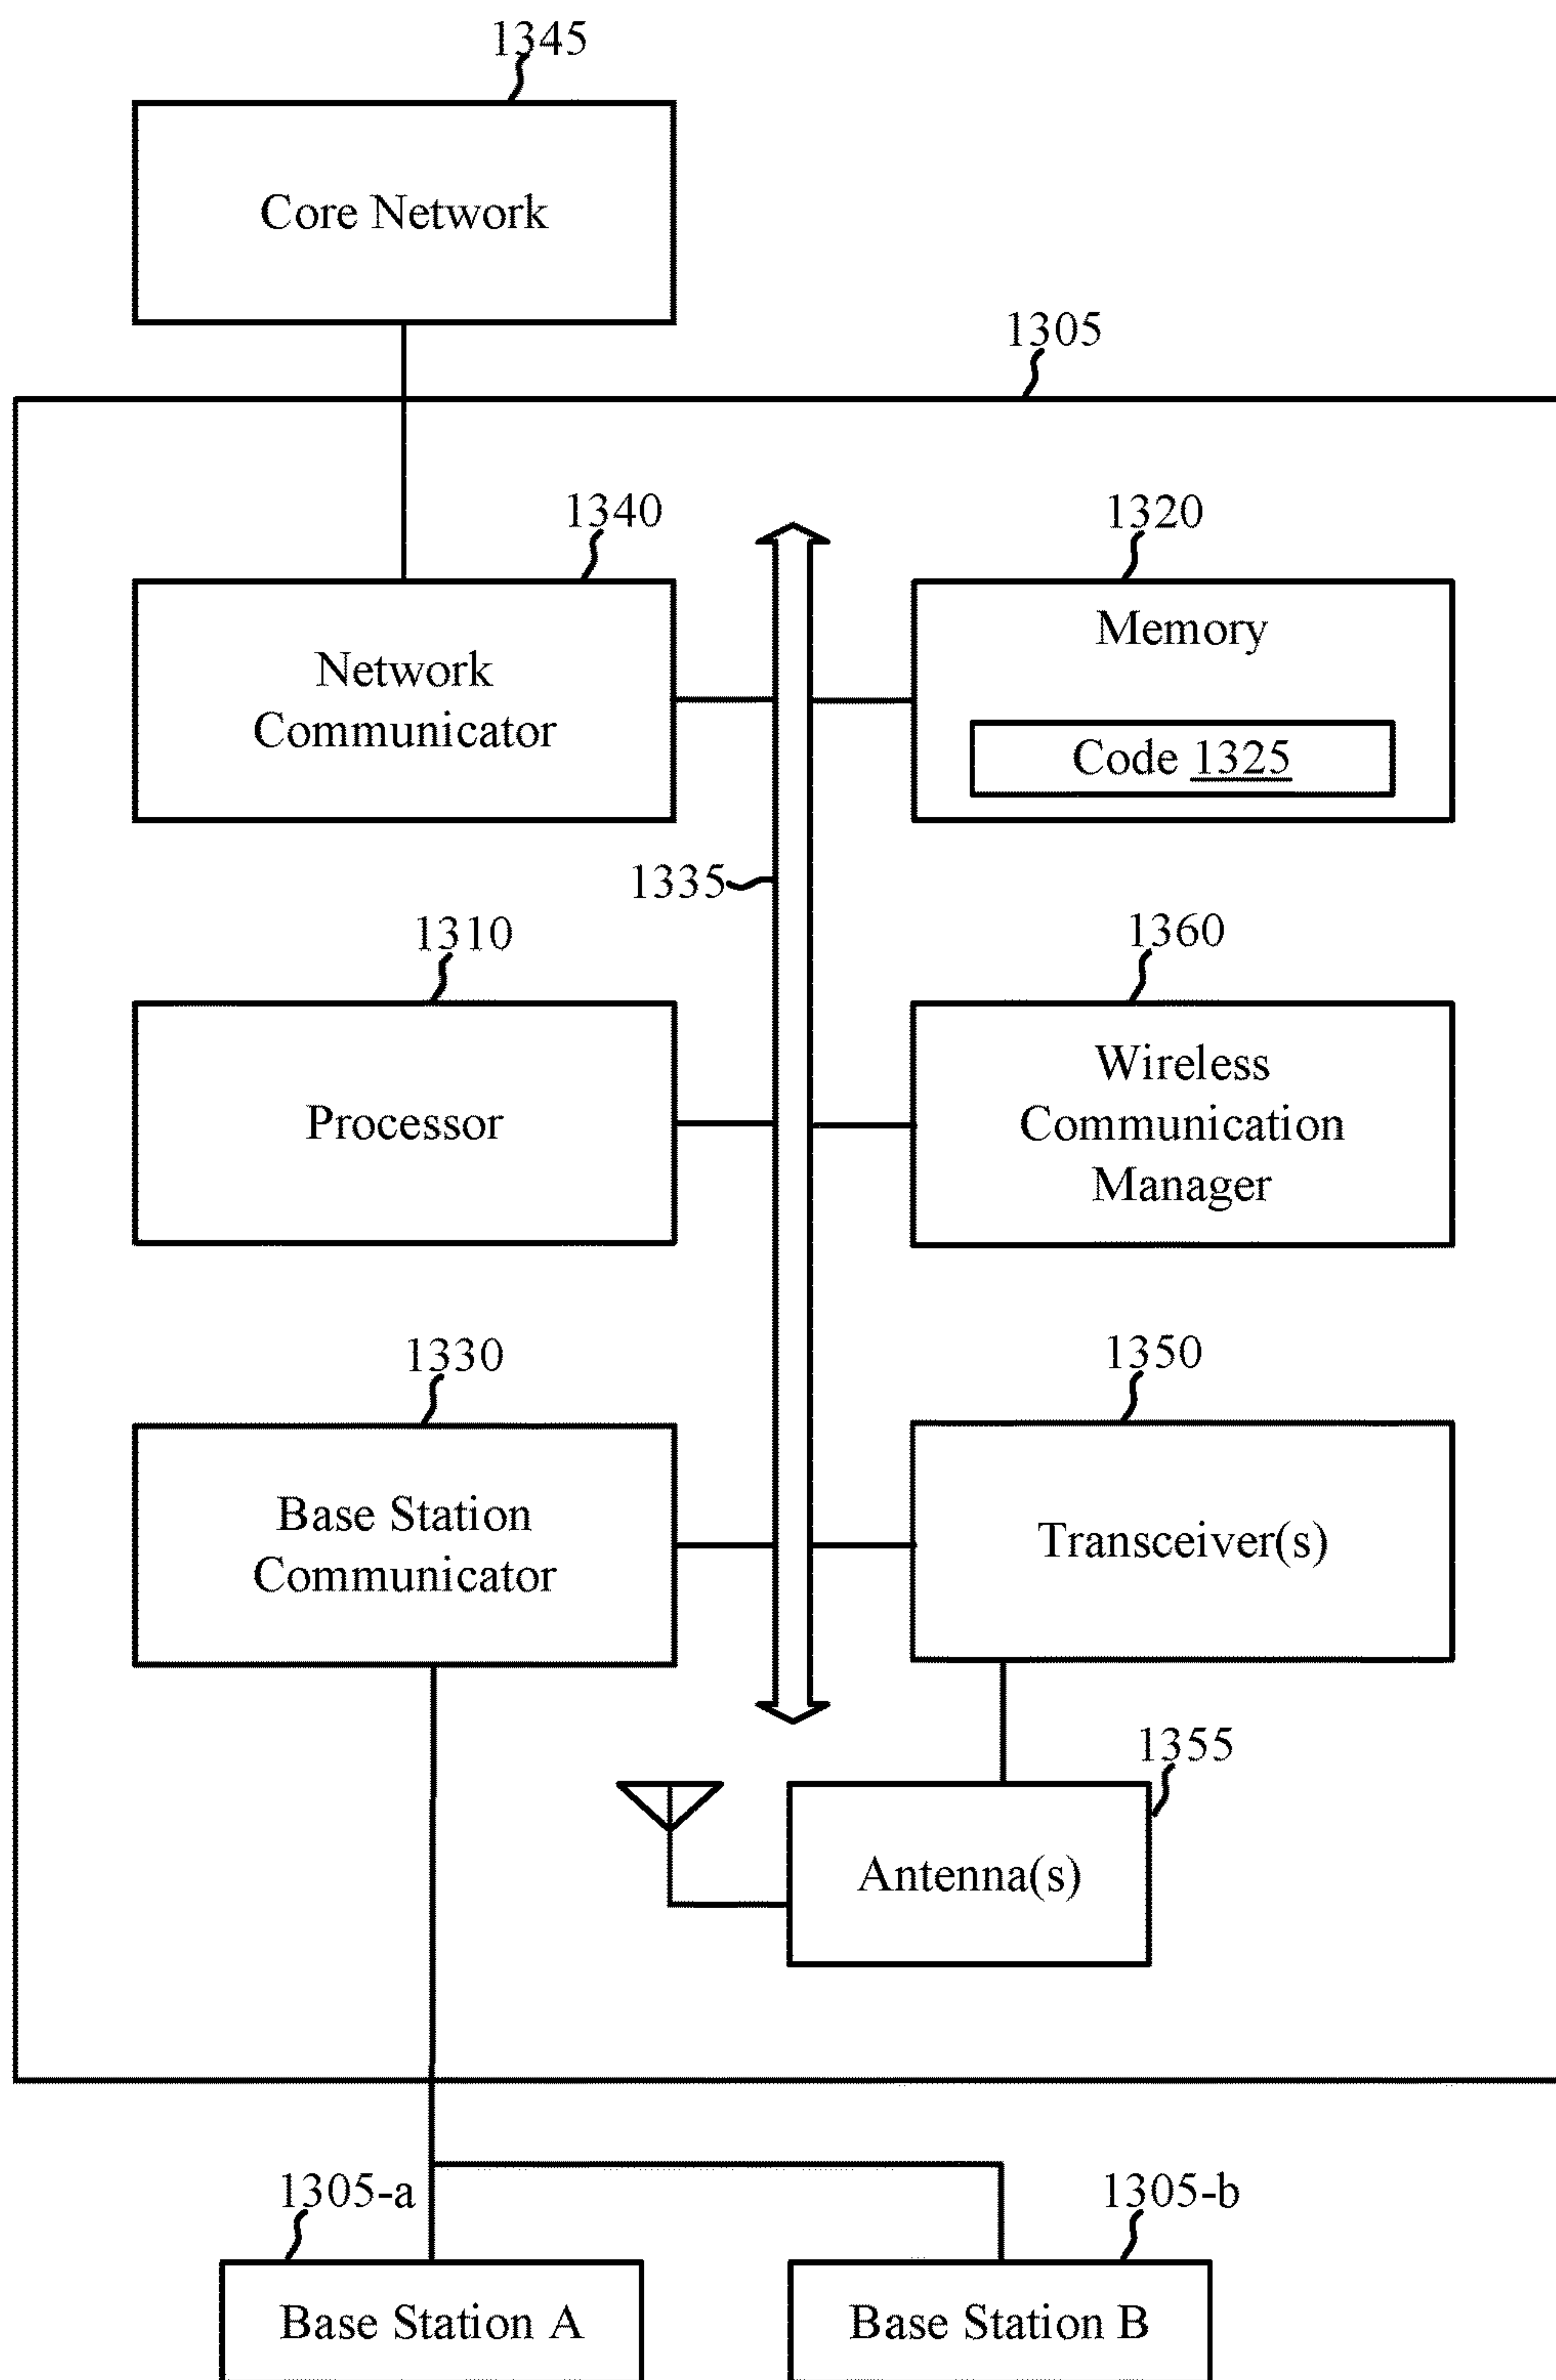 1345
Core Network
1305
1340
1320
Network
Communicator
Memory
Code 1325
1335
1310
1360
Processor
Wireless
Communication
Manager
1330
1350
Base Station
Communicator
Transceiver(s)
1355
Antenna(s)
1305-a
1305-b
Base Station A
Base Station B